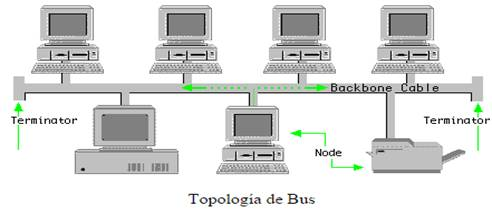 Backbone Cable
Terminator
Terminator
Node
Topología de Bus